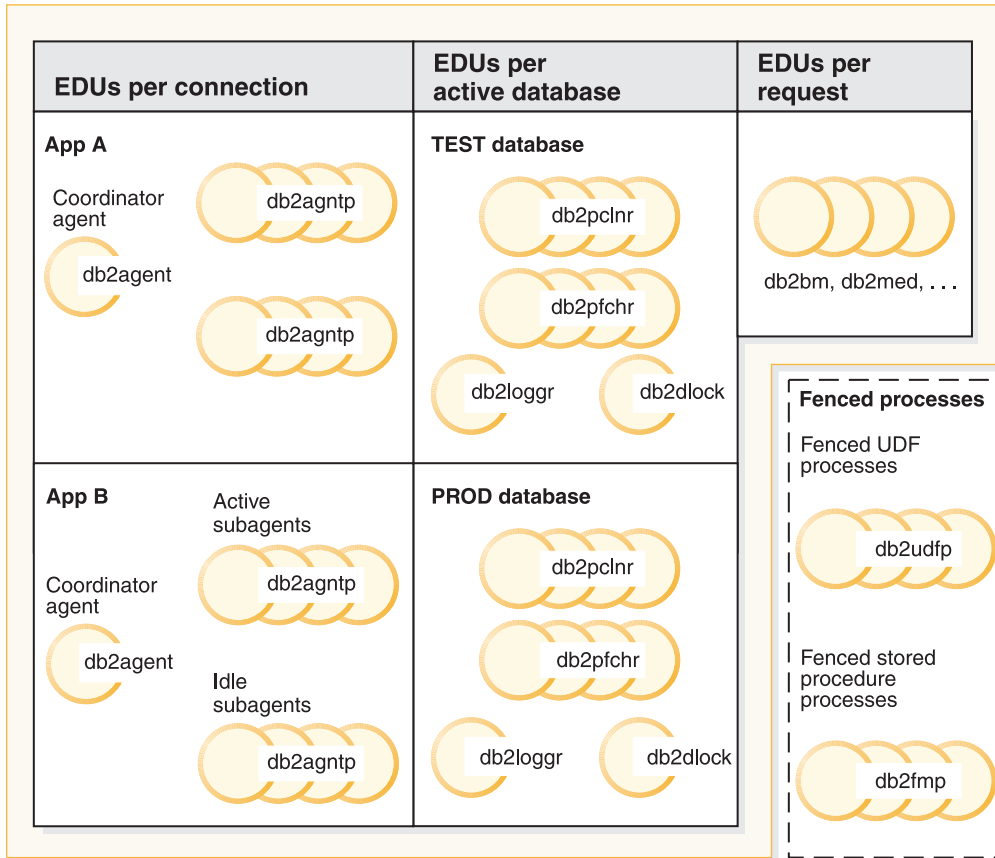 EDUs per connection
EDUs per
active database
EDUs per
request
App A
Coordinator
agent
db2agent
db2agntp
db2agntp
TEST database
db2pclnr
db2pfchr
db2loggr
db2dlock
db2bm, db2med, . . .
App B
Coordinator
agent
db2agent
Active
subagents
db2agntp
Idle
subagents
db2agntp
PROD database
db2pclnr
db2pfchr
db2loggr
db2dlock
Fenced processes
Fenced UDF
processes
db2udfp
Fenced stored
procedure
processes
db2fmp